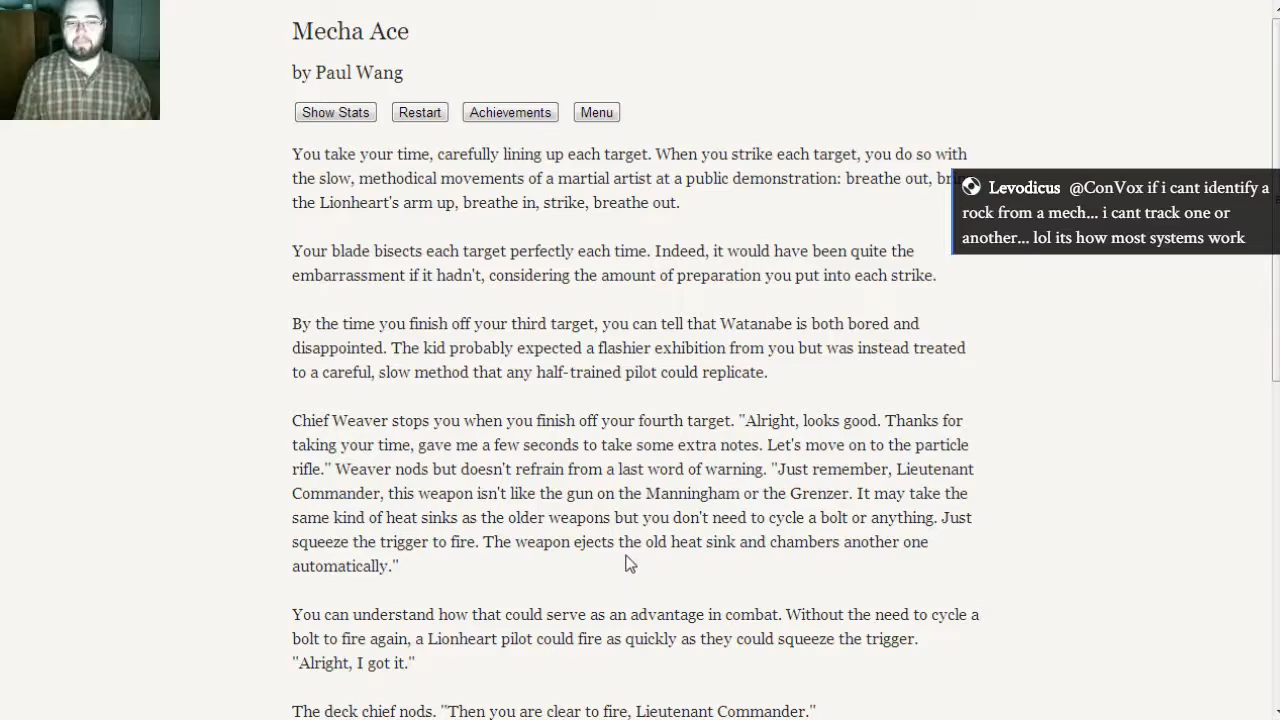 Mecha Ace
by Paul Wang
Show Stats Restart Achievements Menu
You take your time, carefully lining up each target. When you strike each target, you do so with
the slow, methodical movements of a martial artist at a public demonstration: breathe out,
the Lionheart's arm up, breathe in, strike, breathe out.
Levodicus @ConVox if i cant identify a
rock from a mech... i cant track one or
another... lol its how most systems work
Your blade bisects each target perfectly each time. Indeed, it would have been quite the
embarrassment if it hadn't, considering the amount of preparation you put into each strike.
By the time you finish off your third target, you can tell that Watanabe is both bored and
disappointed. The kid probably expected a flashier exhibition from you but was instead treated
to a careful, slow method that any half-trained pilot could replicate.
Chief Weaver stops you when you finish off your fourth target. "Alright, looks good. Thanks for
taking your time, gave me a few seconds to take some extra notes. Let's move on to the particle
rifle." Weaver nods but doesn't refrain from a last word of warning. "Just remember, Lieutenant
Commander, this weapon isn't like the gun on the Manningham or the Grenzer. It may take the
same kind of heat sinks as the older weapons but you don't need to cycle a bolt or anything. Just
squeeze the trigger to fire. The weapon ejects the old heat sink and chambers another one
automatically."
You can understand how that could serve as an advantage in combat. Without the need to cycle a
bolt to fire again, a Lionheart pilot could fire as quickly as they could squeeze the trigger.
"Alright, I got it."
The deck chief nods. "Then you are clear to fire, Lieutenant Commander."